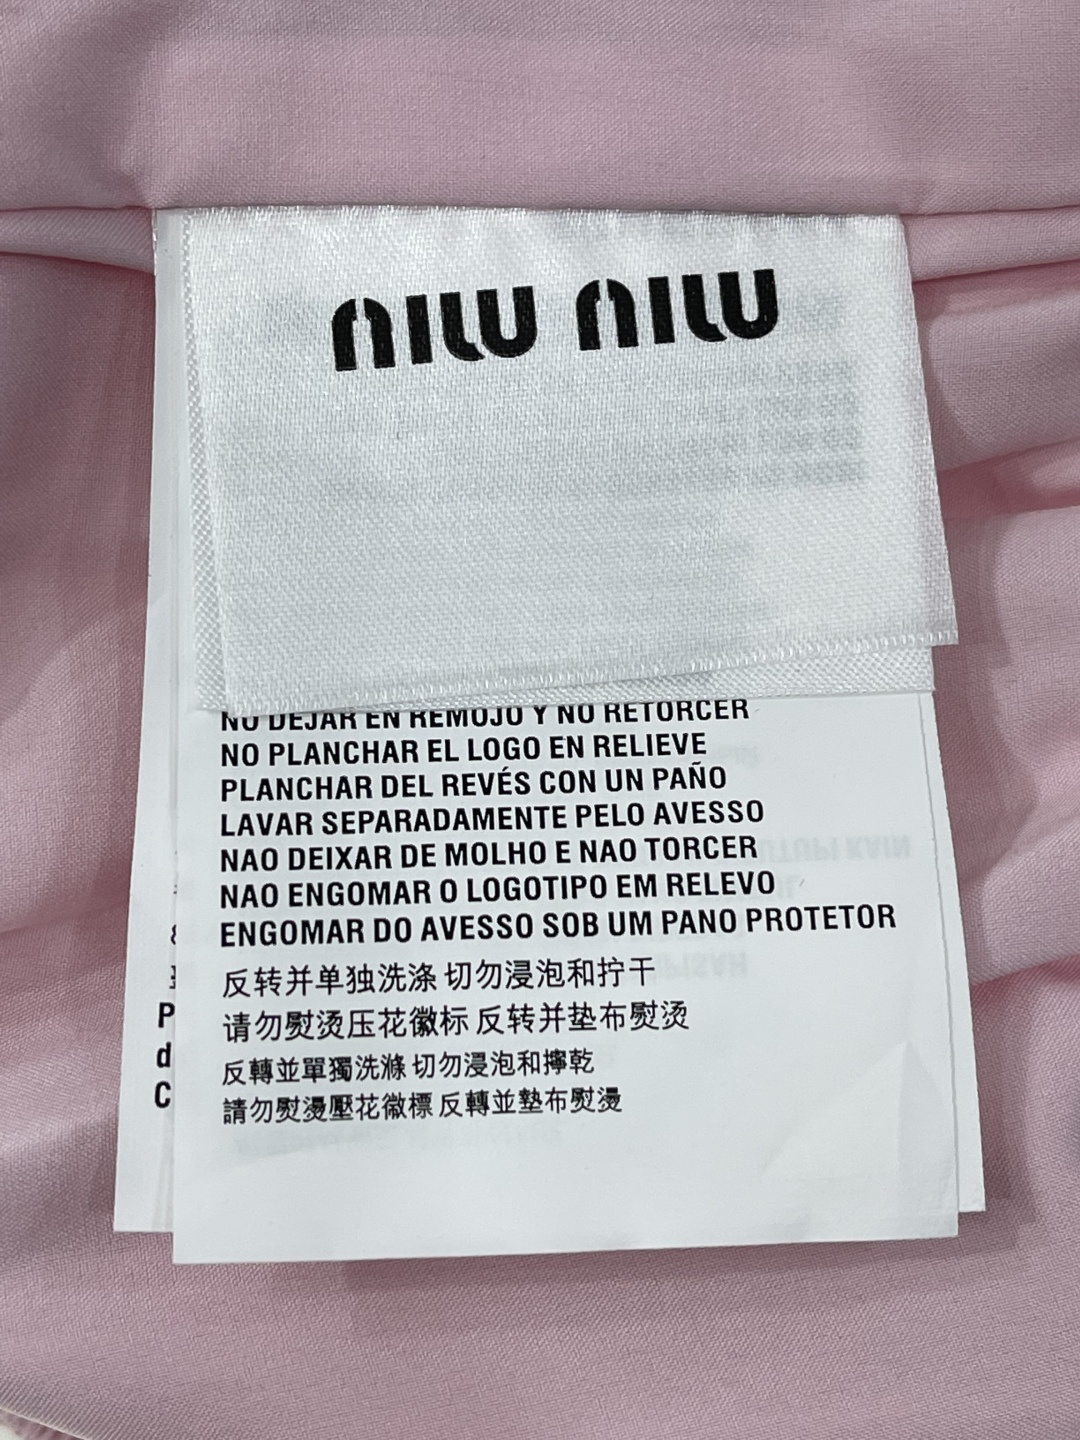 MIU MIU
NO DEJAR EN REMOJO Y NO RETORCER
NO PLANCHAR EL LOGO EN RELIEVE
PLANCHAR DEL REVÉS CON UN PAÑO
LAVAR SEPARADAMENTE PELO AVESSO
NAO DEIXAR DE MOLHO E NAO TORCER
NAO ENGOMAR O LOGOTIPO EM RELEVO
ENGOMAR DO AVESSO SOB UM PANO PROTETOR
反转并单独洗涤 切勿浸泡和拧干
请勿熨烫压花徽标 反转并垫布熨烫
反轉並單獨洗滌 切勿浸泡和擰乾
請勿熨燙壓花徽標 反轉並墊布熨燙